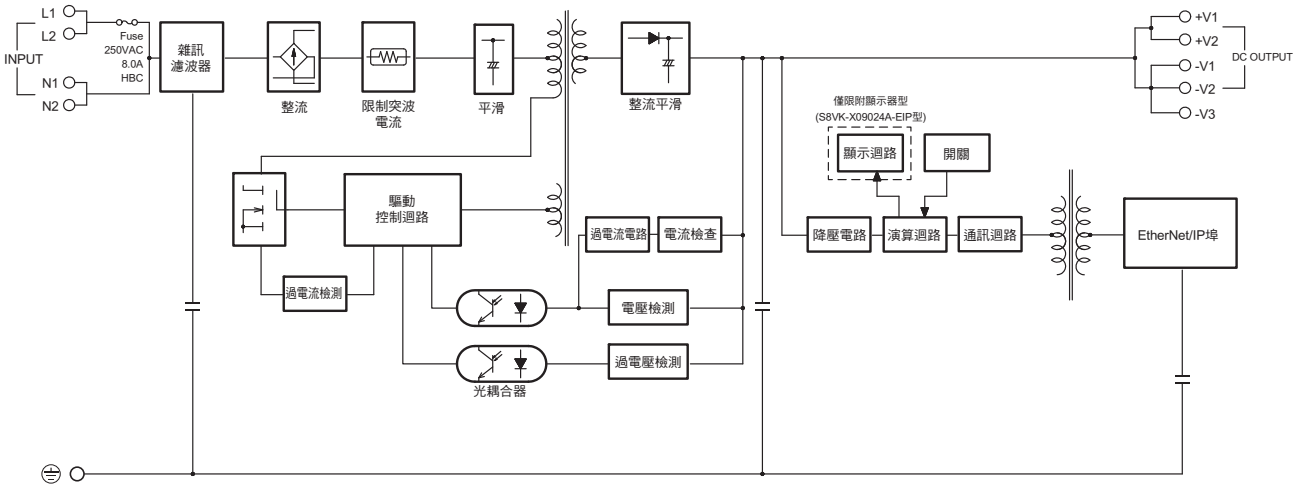 L1
L2
INPUT
N1
N2
Fuse
250VAC
8.0A
HBC
雜訊
濾波器
整流
限制突波
電流
平滑
整流平滑
+V1
+V2
-V1
-V2
-V3
DC OUTPUT
僅限附顯示器型
(S8VK-X09024A-EIP型)
顯示迴路
開關
驅動
控制迴路
過電流檢測
過電流電路
電流檢查
電壓檢測
過電壓檢測
光耦合器
降壓電路
演算迴路
通訊迴路
EtherNet/IP埠